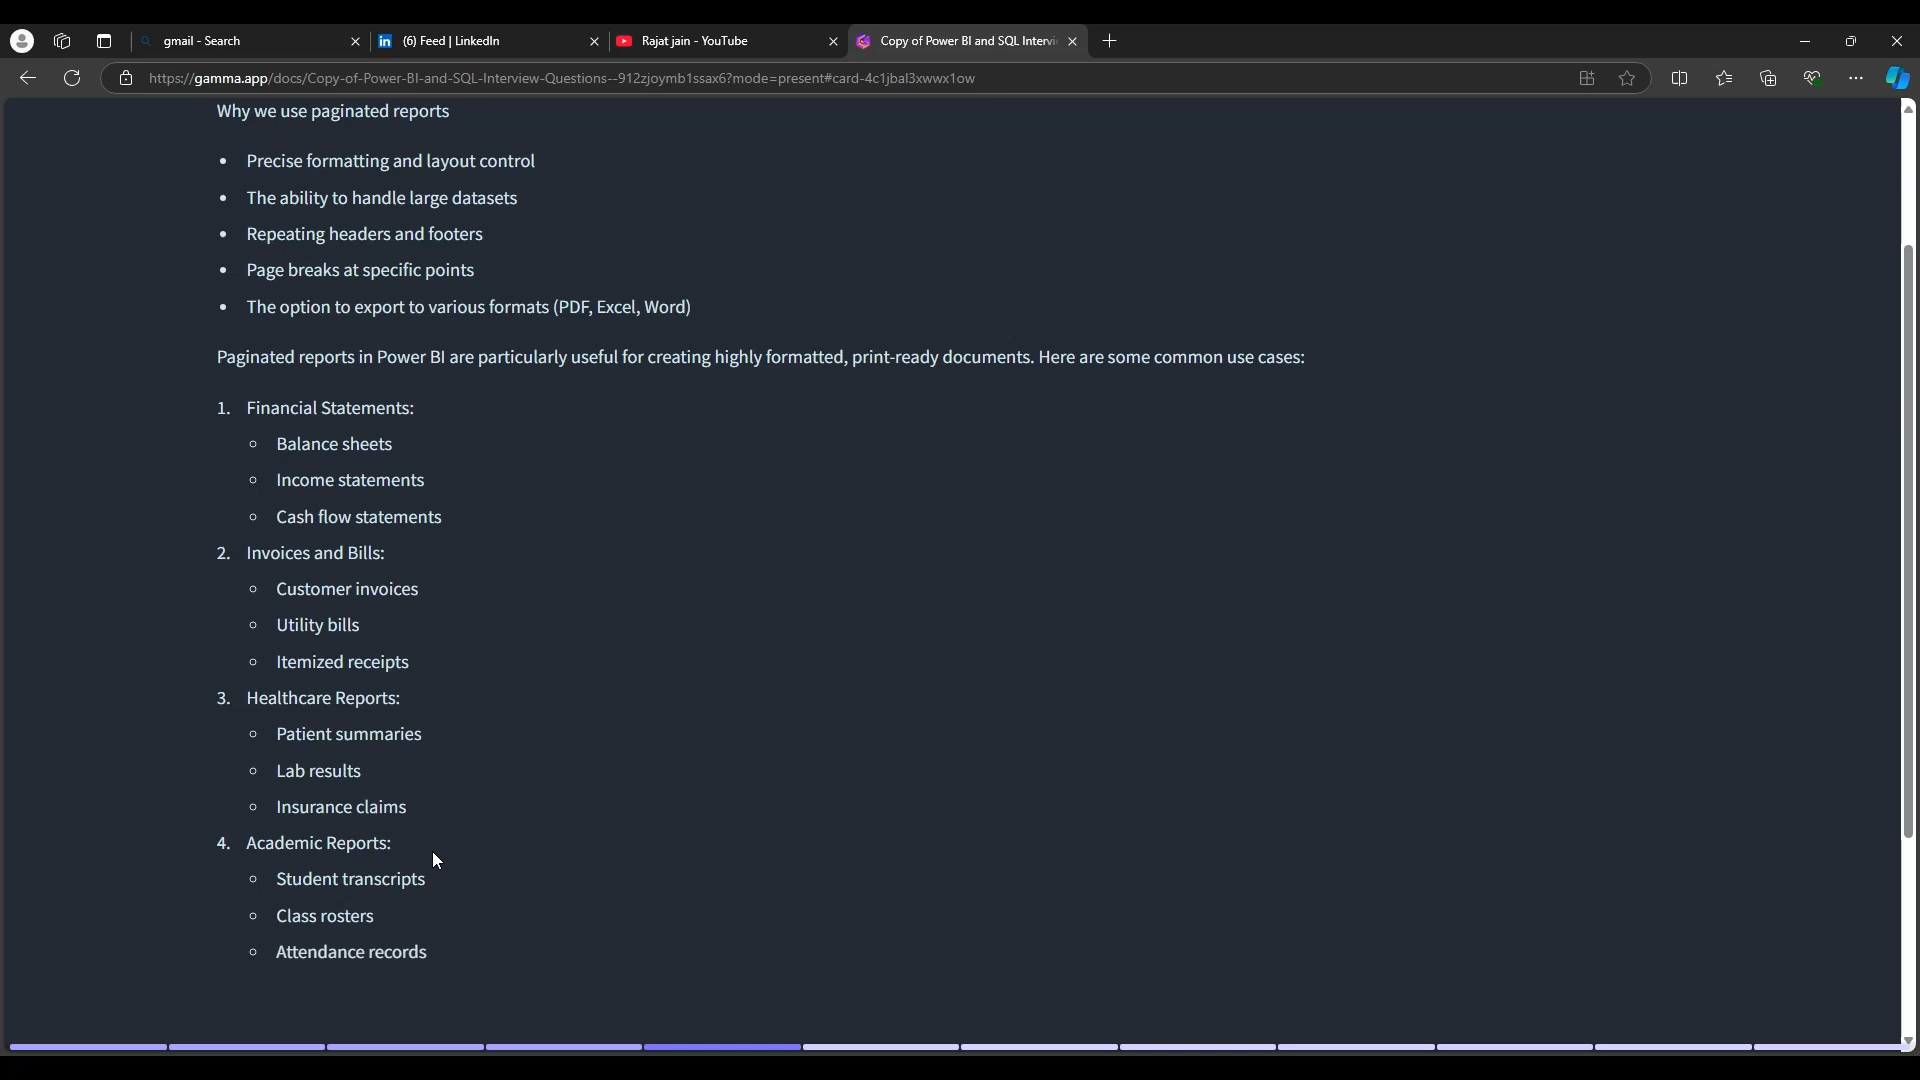 gmail - Search
(6) Feed | LinkedIn
Rajat jain - YouTube
Copy of Power BI and SQL Intervi
https://gamma.app/docs/Copy-of-Power-BI-and-SQL-Interview-Questions--912zjoymb1ssax6?mode=present#card-4c1jbal3xwwx1ow
Why we use paginated reports
• Precise formatting and layout control
• The ability to handle large datasets
• Repeating headers and footers
• Page breaks at specific points
• The option to export to various formats (PDF, Excel, Word)
Paginated reports in Power BI are particularly useful for creating highly formatted, print-ready documents. Here are some common use cases:
1. Financial Statements:
◦ Balance sheets
◦ Income statements
◦ Cash flow statements
2. Invoices and Bills:
◦ Customer invoices
◦ Utility bills
◦ Itemized receipts
3. Healthcare Reports:
◦ Patient summaries
◦ Lab results
◦ Insurance claims
4. Academic Reports:
◦ Student transcripts
◦ Class rosters
◦ Attendance records